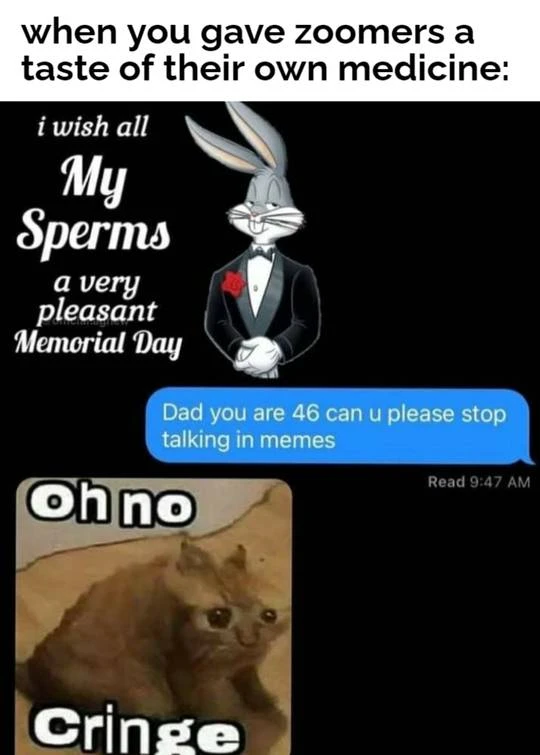 when you gave zoomers a
taste of their own medicine:
i wish all
My
Sperms
a very
pleasant
Memorial Day
Dad you are 46 can u please stop
talking in memes
Read 9:47 AM
Oh no
Cringe